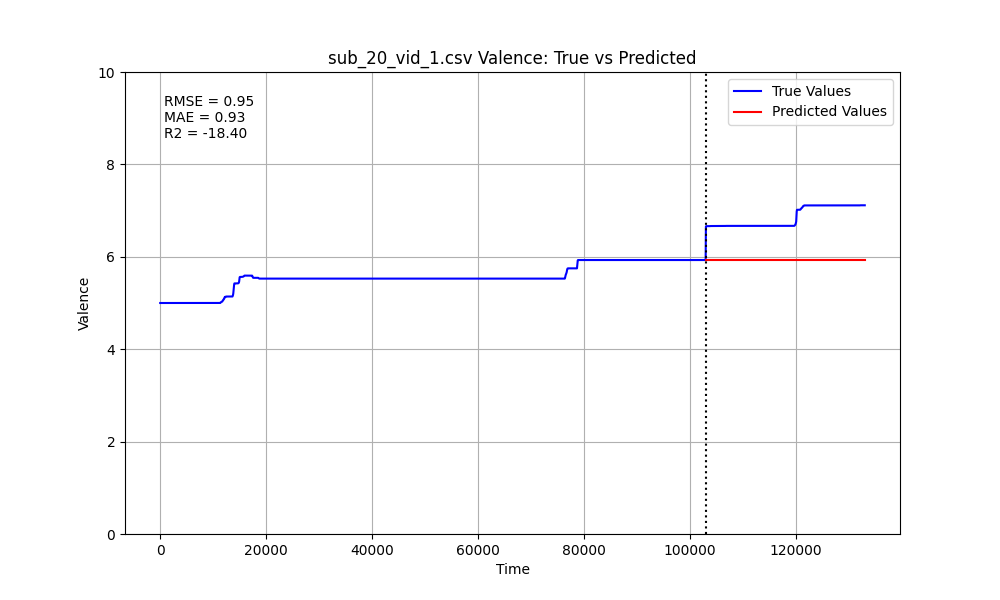 sub_20_vid_1.csv Valence: True vs Predicted
RMSE = 0.95
MAE = 0.93
R2 = -18.40
True Values
Predicted Values
Valence
10
8
6
4
2
0
0 20000 40000 60000 80000 100000 120000
Time